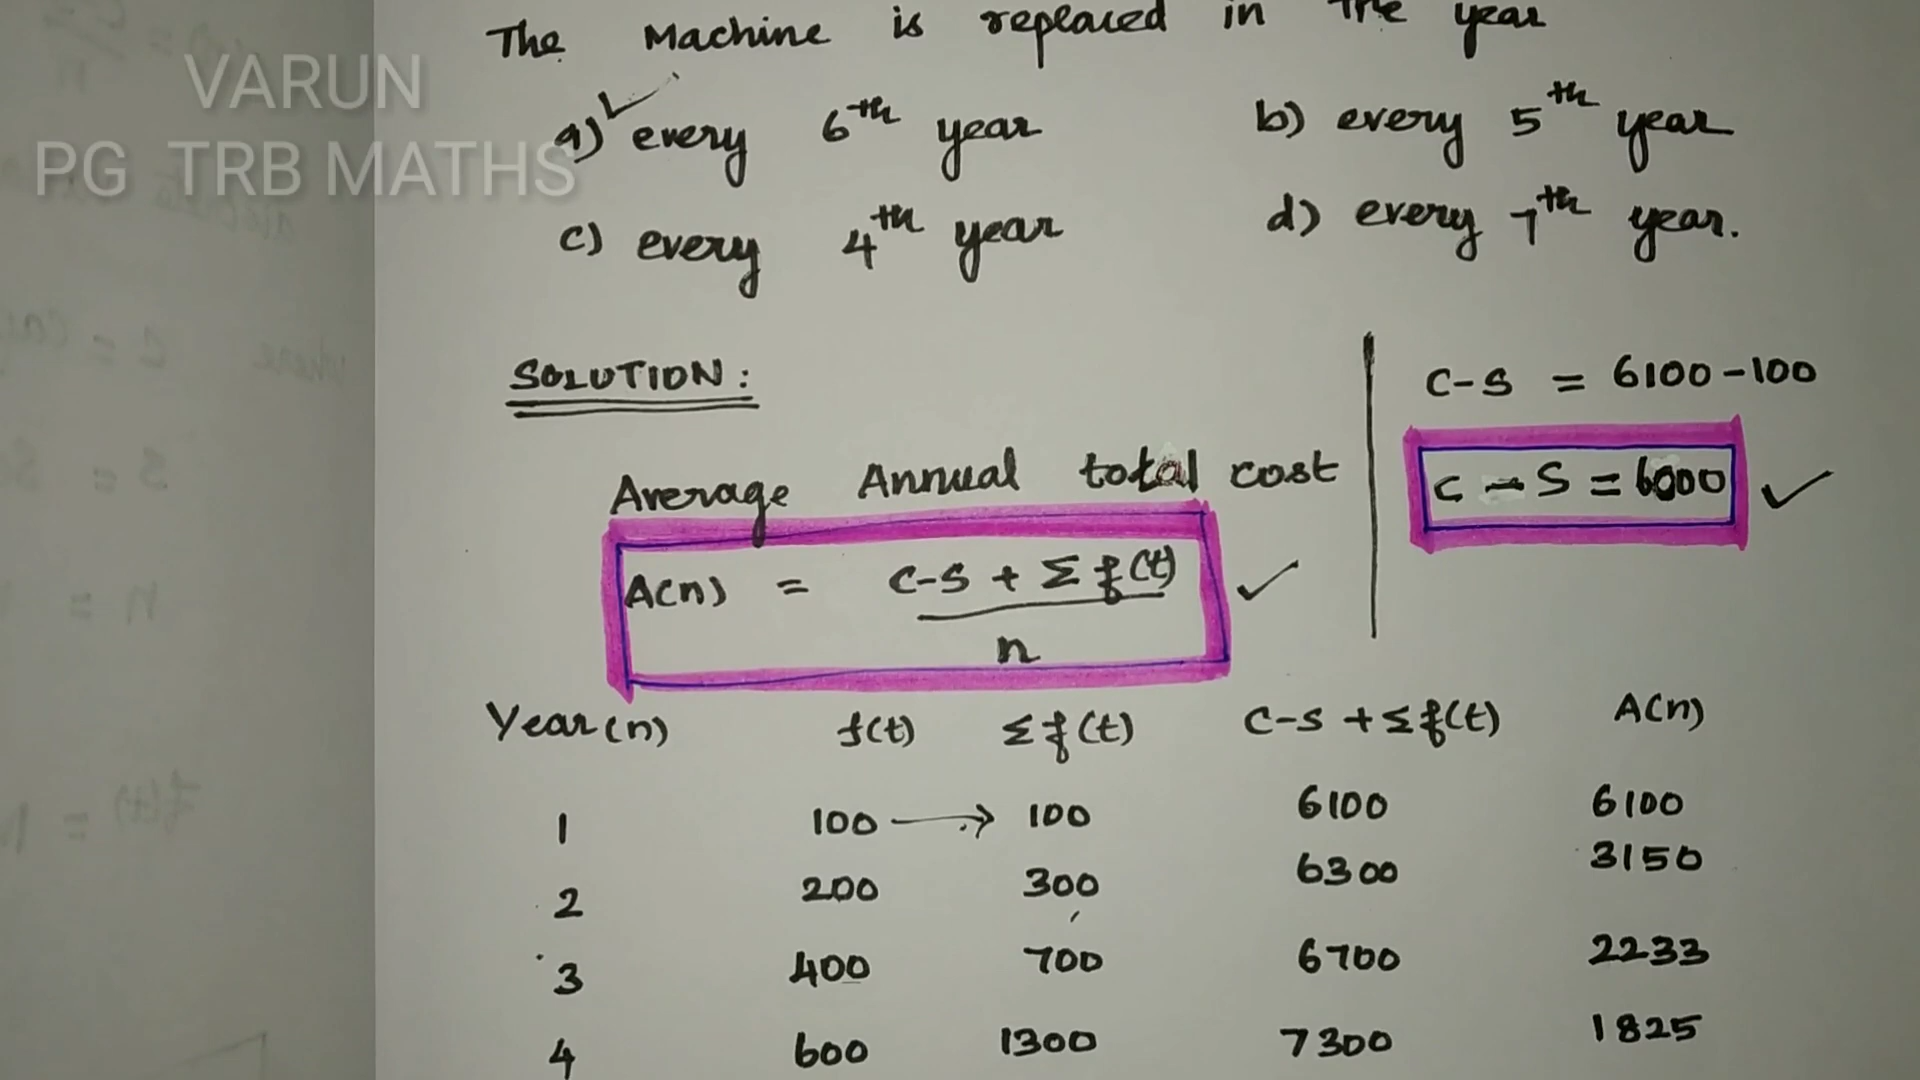 The Machine is replaced in the year
VARUN
PG TRB MATHS
a) every 6th year
b) every 5th year
c) every 4th year
d) every 7th year.
SOLUTION:
C-S = 6100-100
C-S = 6000
Average Annual total cost
A(n) = C-S + Σ f(t)
n
Year(n) f(t) Σf(t) C-S + Σf(t) A(n)
1 100 → 100 6100 6100
2 200 300 6300 3150
3 400 700 6700 2233
4 600 1300 7300 1825